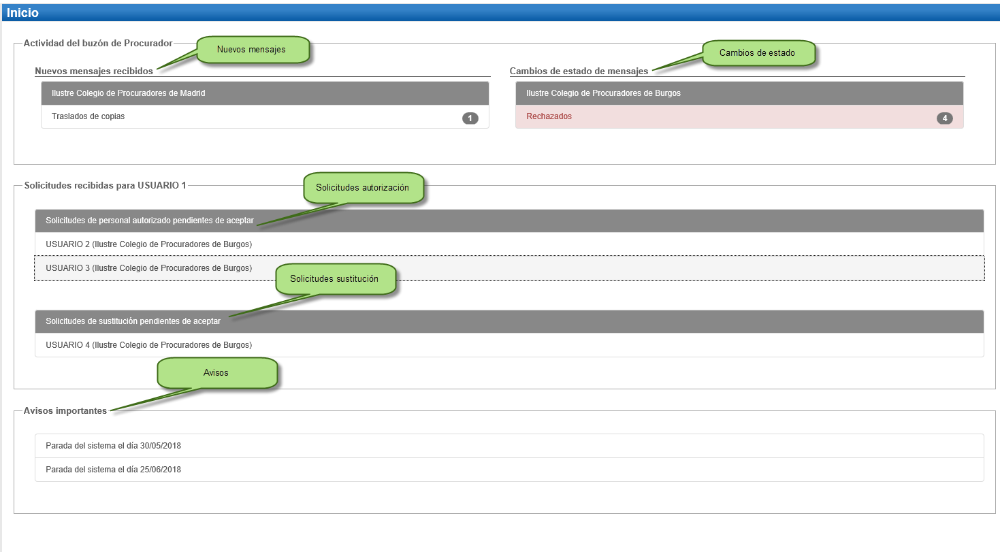 Inicio
Actividad del buzón de Procurador
Nuevos mensajes
Cambios de estado
Nuevos mensajes recibidos
Cambios de estado de mensajes
Ilustre Colegio de Procuradores de Madrid
Ilustre Colegio de Procuradores de Burgos
Traslados de copias 1
Rechazados 4
Solicitudes recibidas para USUARIO 1
Solicitudes autorización
Solicitudes de personal autorizado pendientes de aceptar
USUARIO 2 (Ilustre Colegio de Procuradores de Burgos)
USUARIO 3 (Ilustre Colegio de Procuradores de Burgos)
Solicitudes sustitución
Solicitudes de sustitución pendientes de aceptar
USUARIO 4 (Ilustre Colegio de Procuradores de Burgos)
Avisos
Avisos importantes
Parada del sistema el día 30/05/2018
Parada del sistema el día 25/06/2018